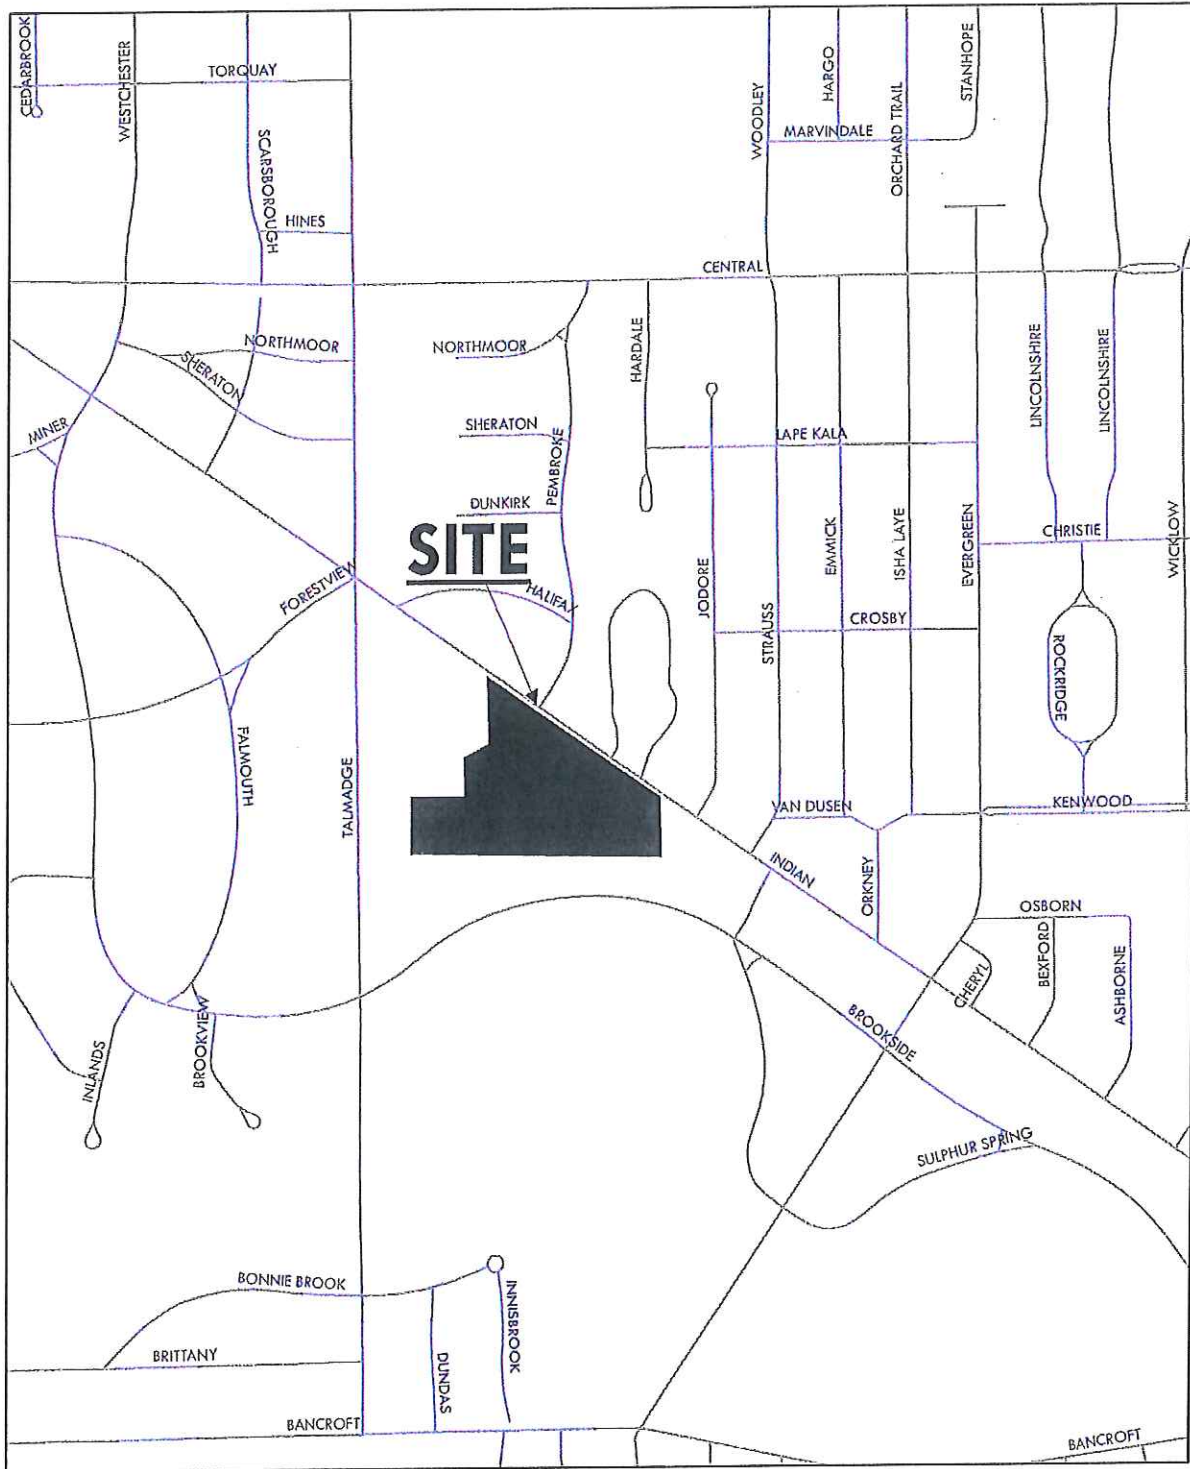 CEDARBROOK
WESTCHESTER
TORQUAY
SCARSBOROUGH
HINES
WOODLEY
HARGO
MARVINDALE
ORCHARD TRAIL
STANHOPE
CENTRAL
NORTHMOOR
SHERATON
MINER
NORTHMOOR
SHERATON
PEMBROKE
DUNKIRK
HARDALE
LAPE KALA
LINCOLNSHIRE
LINCOLNSHIRE
SITE
HALIFAX
FORESTVIEW
JODORE
STRAUSS
EMMICK
ISHA LAYE
EVERGREEN
CHRISTIE
WICKLOW
CROSBY
ROCKRIDGE
FALMOUTH
TALMADGE
VAN DUSEN
KENWOOD
INDIAN
ORKNEY
OSBORN
CHERYL
BEXFORD
ASHBORNE
BROOKSIDE
INLANDS
BROOKVIEW
SULPHUR SPRING
BONNIE BROOK
INNISBROOK
BRITTANY
DUNDAS
BANCROFT
BANCROFT